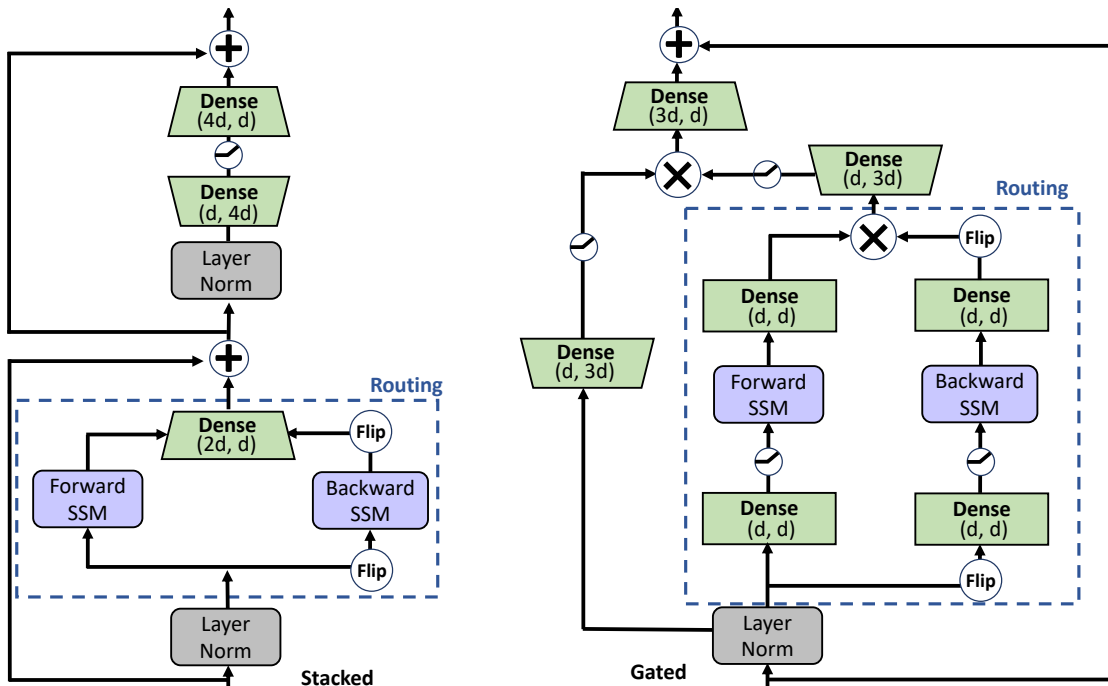 Dense
(4d, d)
Dense
(d, 4d)
Layer
Norm
Routing
Dense
(2d, d)
Flip
Forward
SSM
Backward
SSM
Flip
Layer
Norm
Stacked
Dense
(3d, d)
Dense
(d, 3d)
Routing
Flip
Dense
(d, d)
Dense
(d, d)
Dense
(d, 3d)
Forward
SSM
Backward
SSM
Dense
(d, d)
Dense
(d, d)
Flip
Layer
Norm
Gated